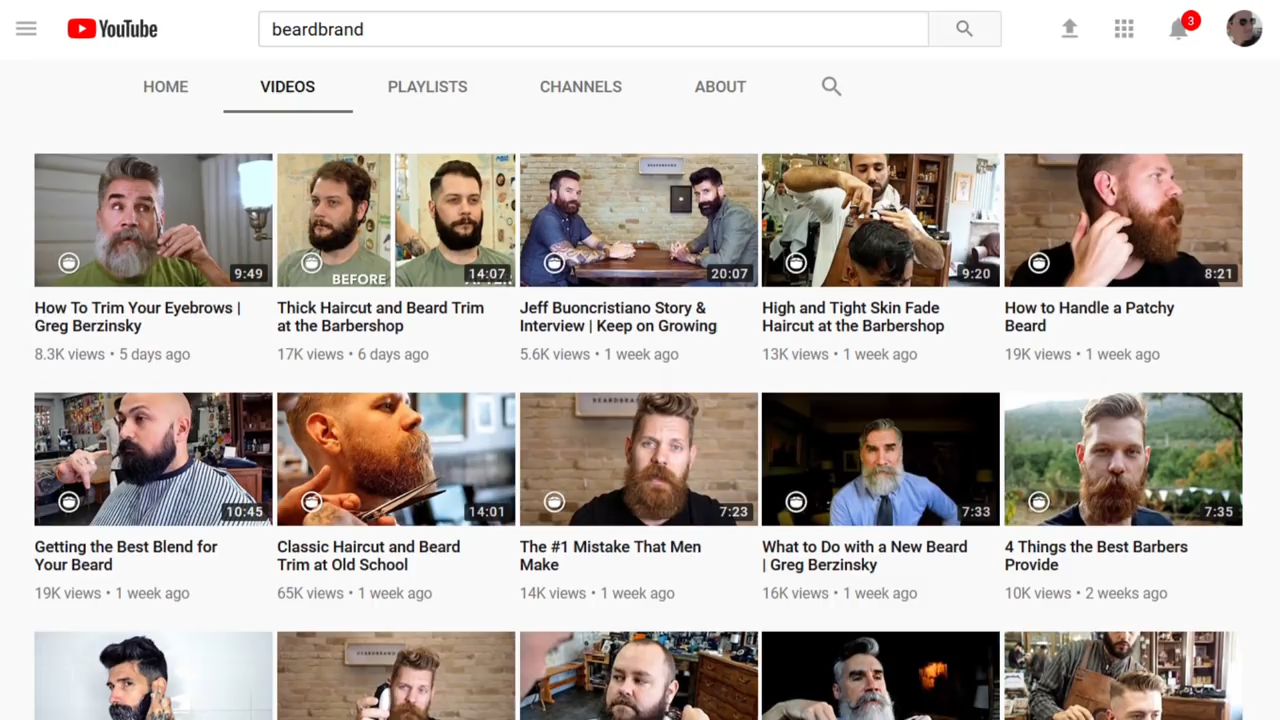 YouTube
beardbrand
3
HOME VIDEOS PLAYLISTS CHANNELS ABOUT
BEARDBRAND
BEFORE
9:49 14:07 20:07 9:20 8:21
How To Trim Your Eyebrows | Greg Berzinsky
8.3K views • 5 days ago
Thick Haircut and Beard Trim at the Barbershop
17K views • 6 days ago
Jeff Buoncristiano Story & Interview | Keep on Growing
5.6K views • 1 week ago
High and Tight Skin Fade Haircut at the Barbershop
13K views • 1 week ago
How to Handle a Patchy Beard
19K views • 1 week ago
BEARDBRAND
10:45 14:01 7:23 7:33 7:35
Getting the Best Blend for Your Beard
19K views • 1 week ago
Classic Haircut and Beard Trim at Old School
65K views • 1 week ago
The #1 Mistake That Men Make
14K views • 1 week ago
What to Do with a New Beard | Greg Berzinsky
16K views • 1 week ago
4 Things the Best Barbers Provide
10K views • 2 weeks ago